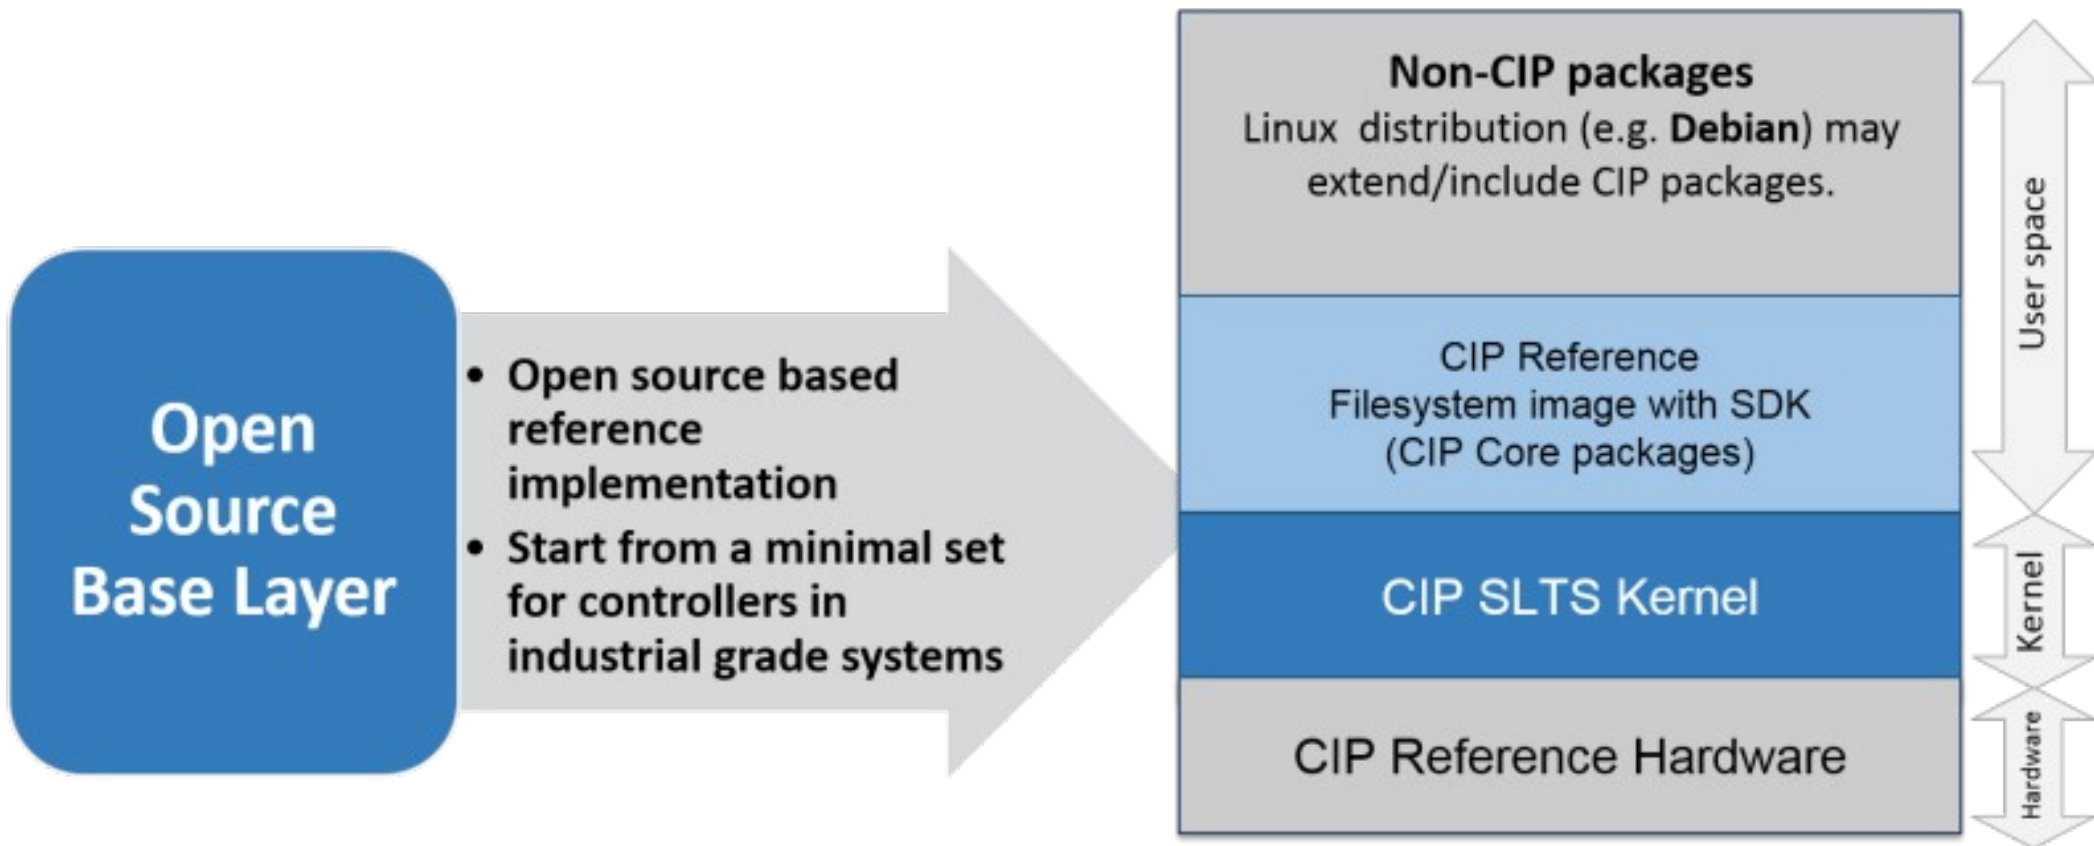 Open
Source
Base Layer
• Open source based
reference
implementation
• Start from a minimal set
for controllers in
industrial grade systems
Non-CIP packages
Linux distribution (e.g. Debian) may
extend/include CIP packages.
CIP Reference
Filesystem image with SDK
(CIP Core packages)
CIP SLTS Kernel
CIP Reference Hardware
User space
Kernel
Hardware